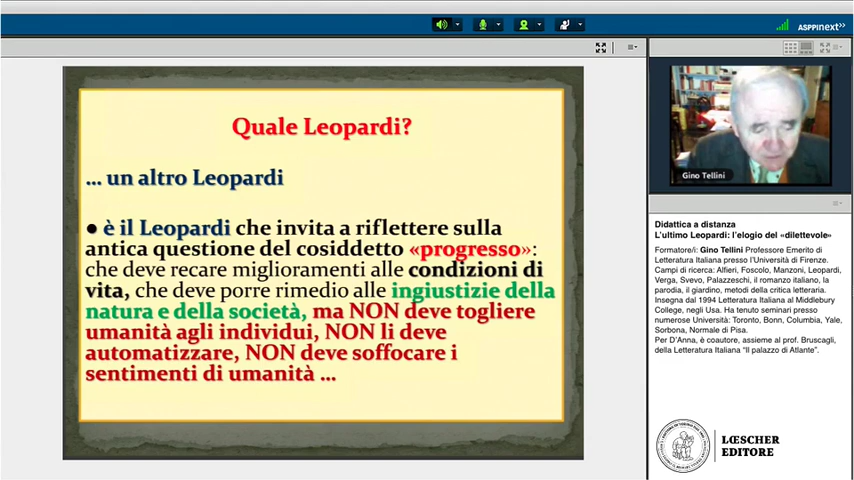 ASPPInext»
Quale Leopardi?
... un altro Leopardi
● è il Leopardi che invita a riflettere sulla
antica questione del cosiddetto «progresso»:
che deve recare miglioramenti alle condizioni di
vita, che deve porre rimedio alle ingiustizie della
natura e della società, ma NON deve togliere
umanità agli individui, NON li deve
automatizzare, NON deve soffocare i
sentimenti di umanità ...
Gino Tellini
Didattica a distanza
L'ultimo Leopardi: l'elogio del «dilettevole»
Formatore/i: Gino Tellini Professore Emerito di
Letteratura Italiana presso l'Università di Firenze.
Campi di ricerca: Alfieri, Foscolo, Manzoni, Leopardi,
Verga, Svevo, Palazzeschi, il romanzo italiano, la
parodia, il giardino, metodi della critica letteraria.
Insegna dal 1994 Letteratura Italiana al Middlebury
College, negli Usa. Ha tenuto seminari presso
numerose Università: Toronto, Bonn, Columbia, Yale,
Sorbona, Normale di Pisa.
Per D'Anna, è coautore, assieme al prof. Bruscagli,
della Letteratura Italiana "Il palazzo di Atlante".
LŒSCHER
EDITORE